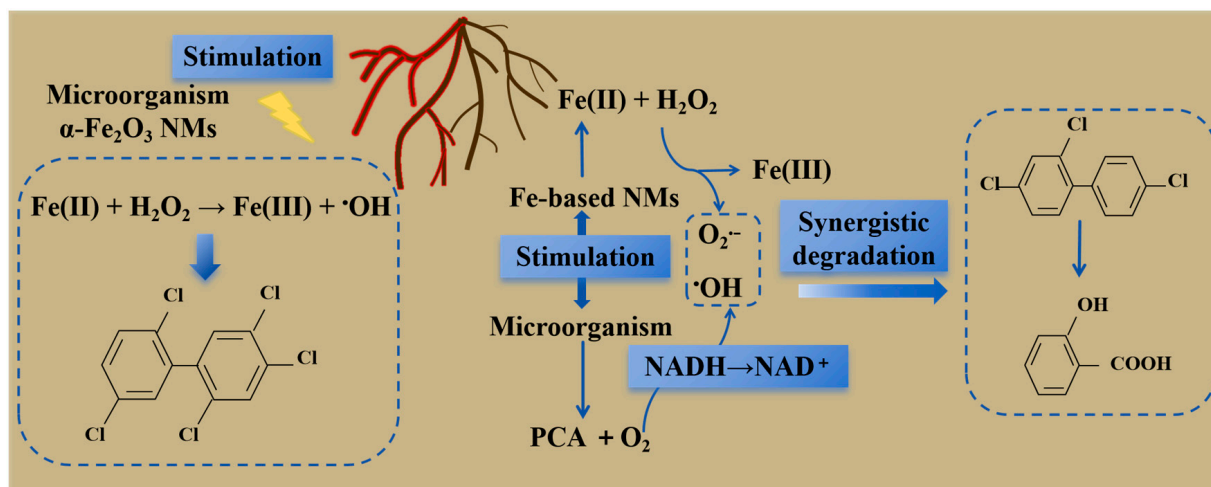 Stimulation
Microorganism
α-Fe₂O₃ NMs
Fe(II) + H₂O₂ → Fe(III) + ·OH
Cl
Cl
Cl
Cl
Cl
Fe(II) + H₂O₂
Fe(III)
Fe-based NMs
O₂·-
·OH
Stimulation
Microorganism
NADH→NAD⁺
PCA + O₂
Synergistic
degradation
Cl
Cl
Cl
OH
COOH